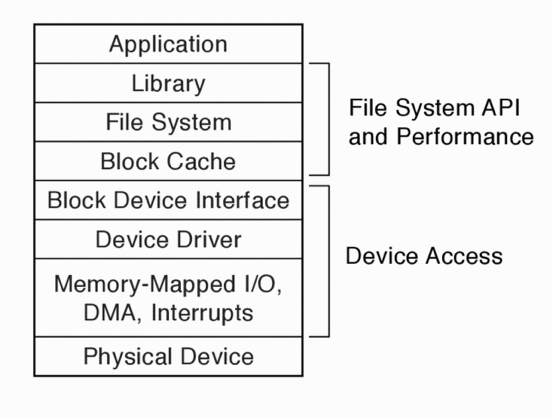 Application
Library
File System
Block Cache
Block Device Interface
Device Driver
Memory-Mapped I/O,
DMA, Interrupts
Physical Device
File System API
and Performance
Device Access